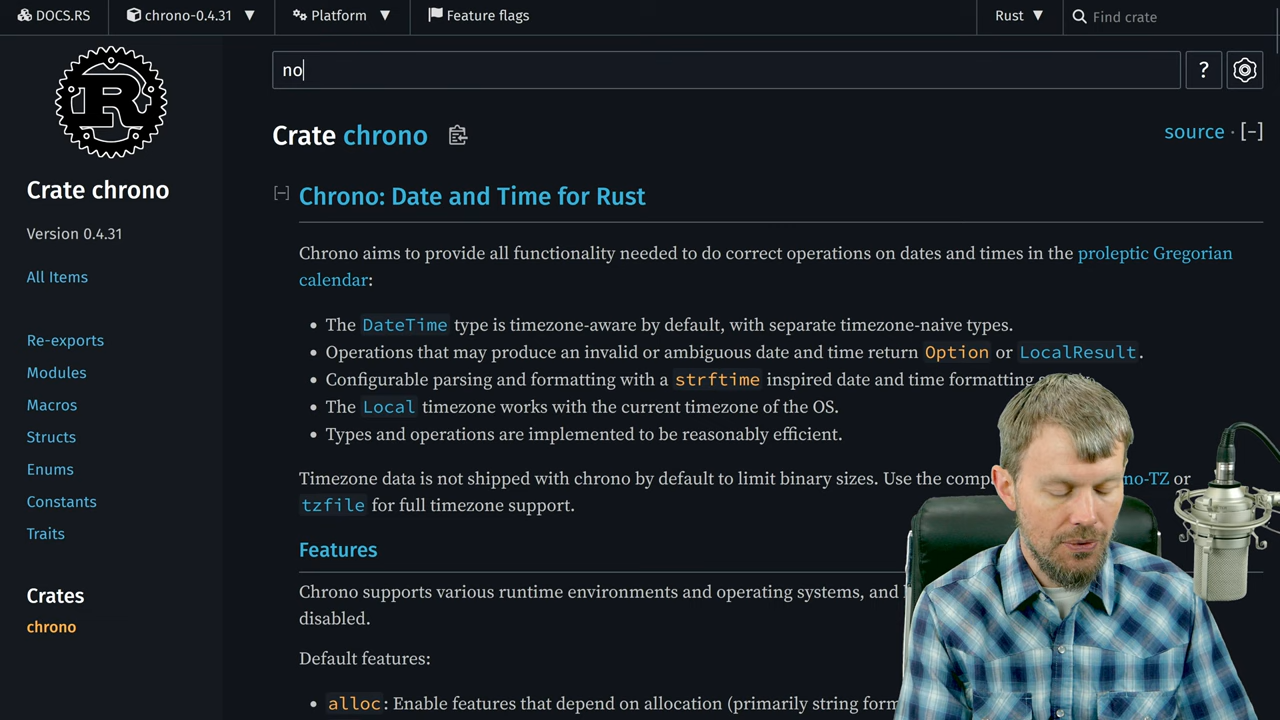 DOCS.RS chrono-0.4.31 Platform Feature flags Rust Find crate
no ?
Crate chrono source · [−]
Crate chrono
Version 0.4.31
All Items
Re-exports
Modules
Macros
Structs
Enums
Constants
Traits
Crates
chrono
[−] Chrono: Date and Time for Rust
Chrono aims to provide all functionality needed to do correct operations on dates and times in the proleptic Gregorian
calendar:
• The DateTime type is timezone-aware by default, with separate timezone-naive types.
• Operations that may produce an invalid or ambiguous date and time return Option or LocalResult.
• Configurable parsing and formatting with a strftime inspired date and time formatting
• The Local timezone works with the current timezone of the OS.
• Types and operations are implemented to be reasonably efficient.
Timezone data is not shipped with chrono by default to limit binary sizes. Use the comp no-TZ or
tzfile for full timezone support.
Features
Chrono supports various runtime environments and operating systems, and
disabled.
Default features:
• alloc: Enable features that depend on allocation (primarily string form